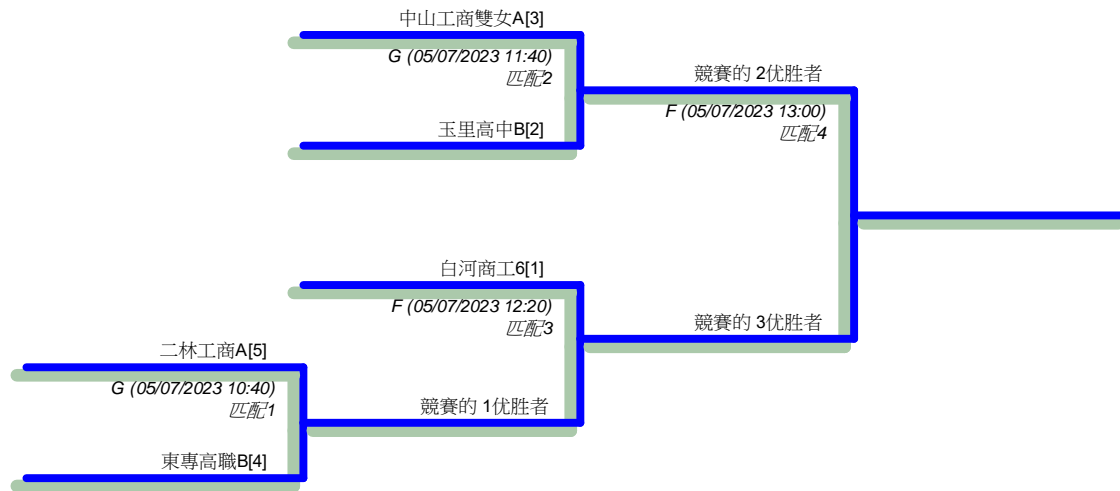 中山工商雙女A[3]
G (05/07/2023 11:40)
匹配2
競賽的 2优胜者
F (05/07/2023 13:00)
匹配4
玉里高中B[2]
白河商工6[1]
F (05/07/2023 12:20)
匹配3
競賽的 3优胜者
二林工商A[5]
G (05/07/2023 10:40)
匹配1
競賽的 1优胜者
東專高職B[4]